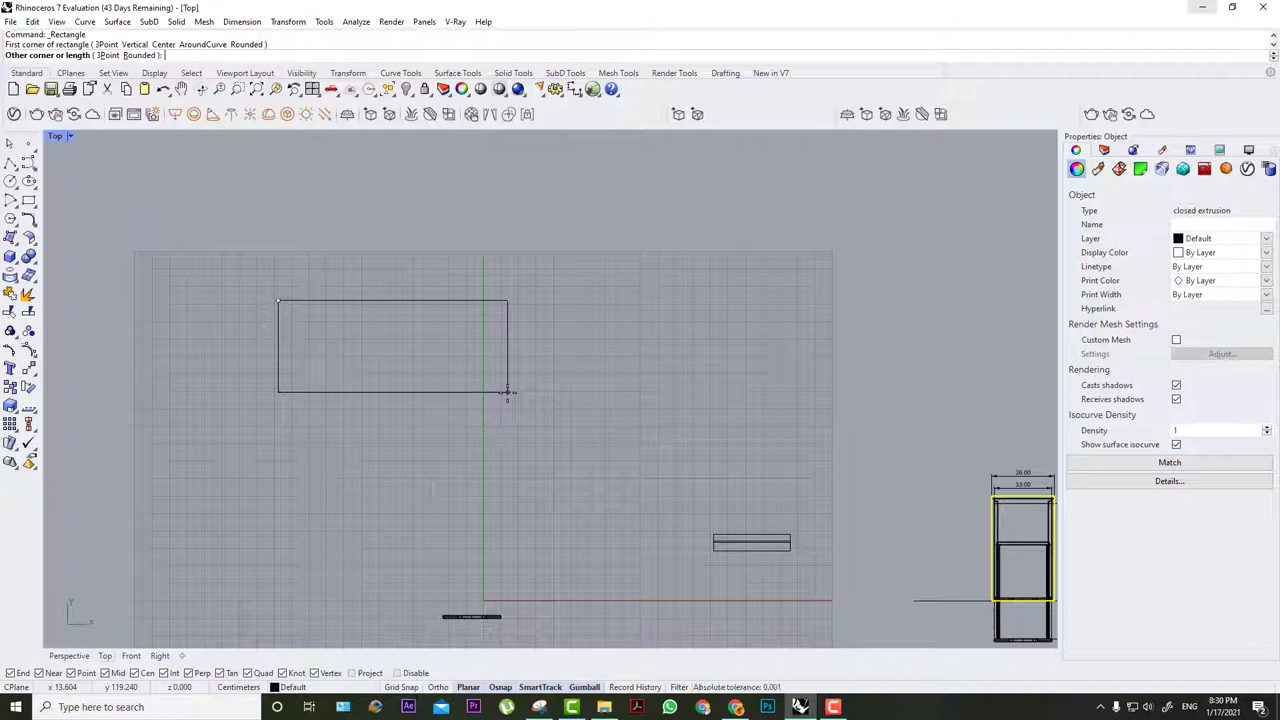 Rhinoceros 7 Evaluation (43 Days Remaining) - [Top]
File Edit View Curve Surface SubD Solid Mesh Dimension Transform Tools Analyze Render Panels V-Ray Help
Command: _Rectangle
First corner of rectangle ( 3Point Vertical Center AroundCurve Rounded )
Other corner or length ( 3Point Rounded ):
Standard CPlanes Set View Display Select Viewport Layout Visibility Transform Curve Tools Surface Tools Solid Tools SubD Tools Mesh Tools Render Tools Drafting New in V7
Top
Properties: Object
Object
Type closed extrusion
Name
Layer Default
Display Color By Layer
Linetype By Layer
Print Color By Layer
Print Width By Layer
Hyperlink ...
Render Mesh Settings
Custom Mesh
Settings Adjust...
Rendering
Casts shadows
Receives shadows
Isocurve Density
Density 1
Show surface isocurve
Match
Details...
33.00
y
x
Perspective Top Front Right
End Near Point Mid Cen Int Perp Tan Quad Knot Vertex Project Disable
CPlane x 13.604 y 119.240 z 0.000 Centimeters Default Grid Snap Ortho Planar Osnap SmartTrack Gumball Record History Filter Absolute tolerance: 0.001
Type here to search
8:30 PM
1/17/2021